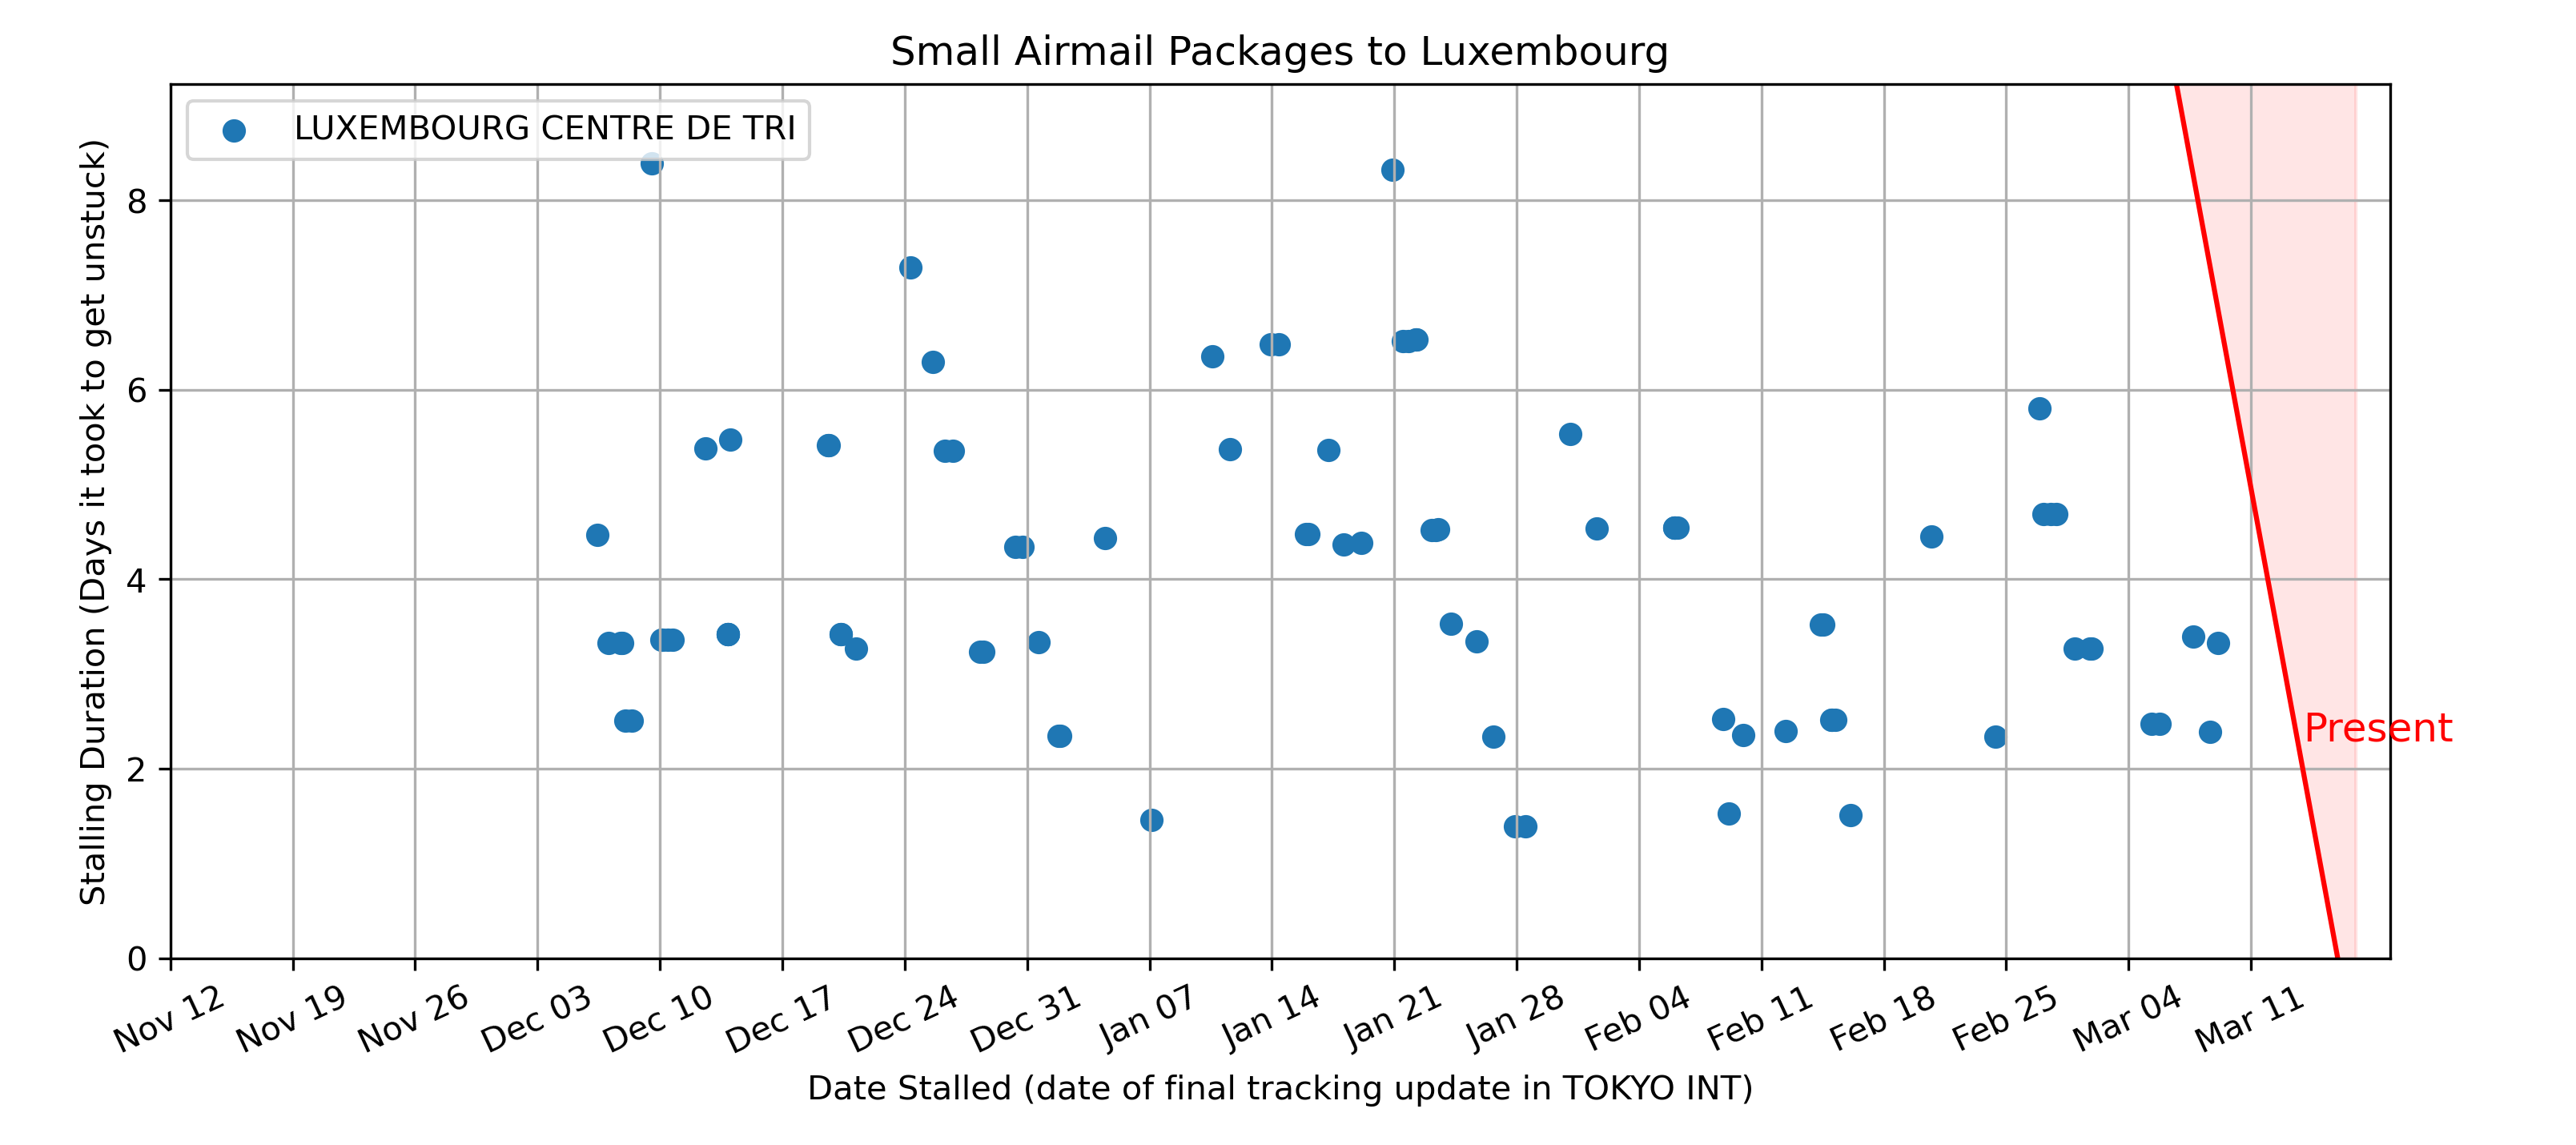 Small Airmail Packages to Luxembourg
LUXEMBOURG CENTRE DE TRI
Stalling Duration (Days it took to get unstuck)
8
6
4
2
0
Present
Nov 12
Nov 19
Nov 26
Dec 03
Dec 10
Dec 17
Dec 24
Dec 31
Jan 07
Jan 14
Jan 21
Jan 28
Feb 04
Feb 11
Feb 18
Feb 25
Mar 04
Mar 11
Date Stalled (date of final tracking update in TOKYO INT)